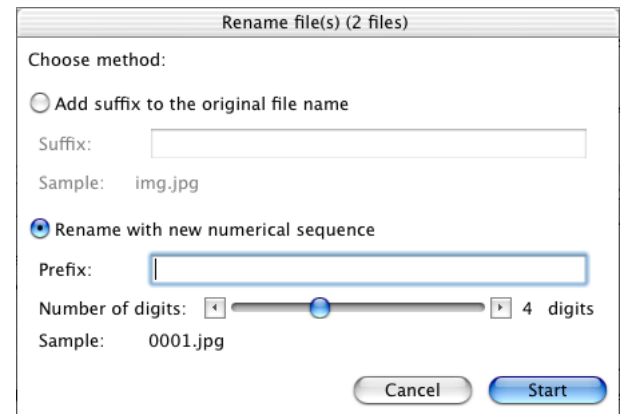 Rename file(s) (2 files)
Choose method:
Add suffix to the original file name
Suffix:
Sample: img.jpg
Rename with new numerical sequence
Prefix:
Number of digits: 4 digits
Sample: 0001.jpg
Cancel Start